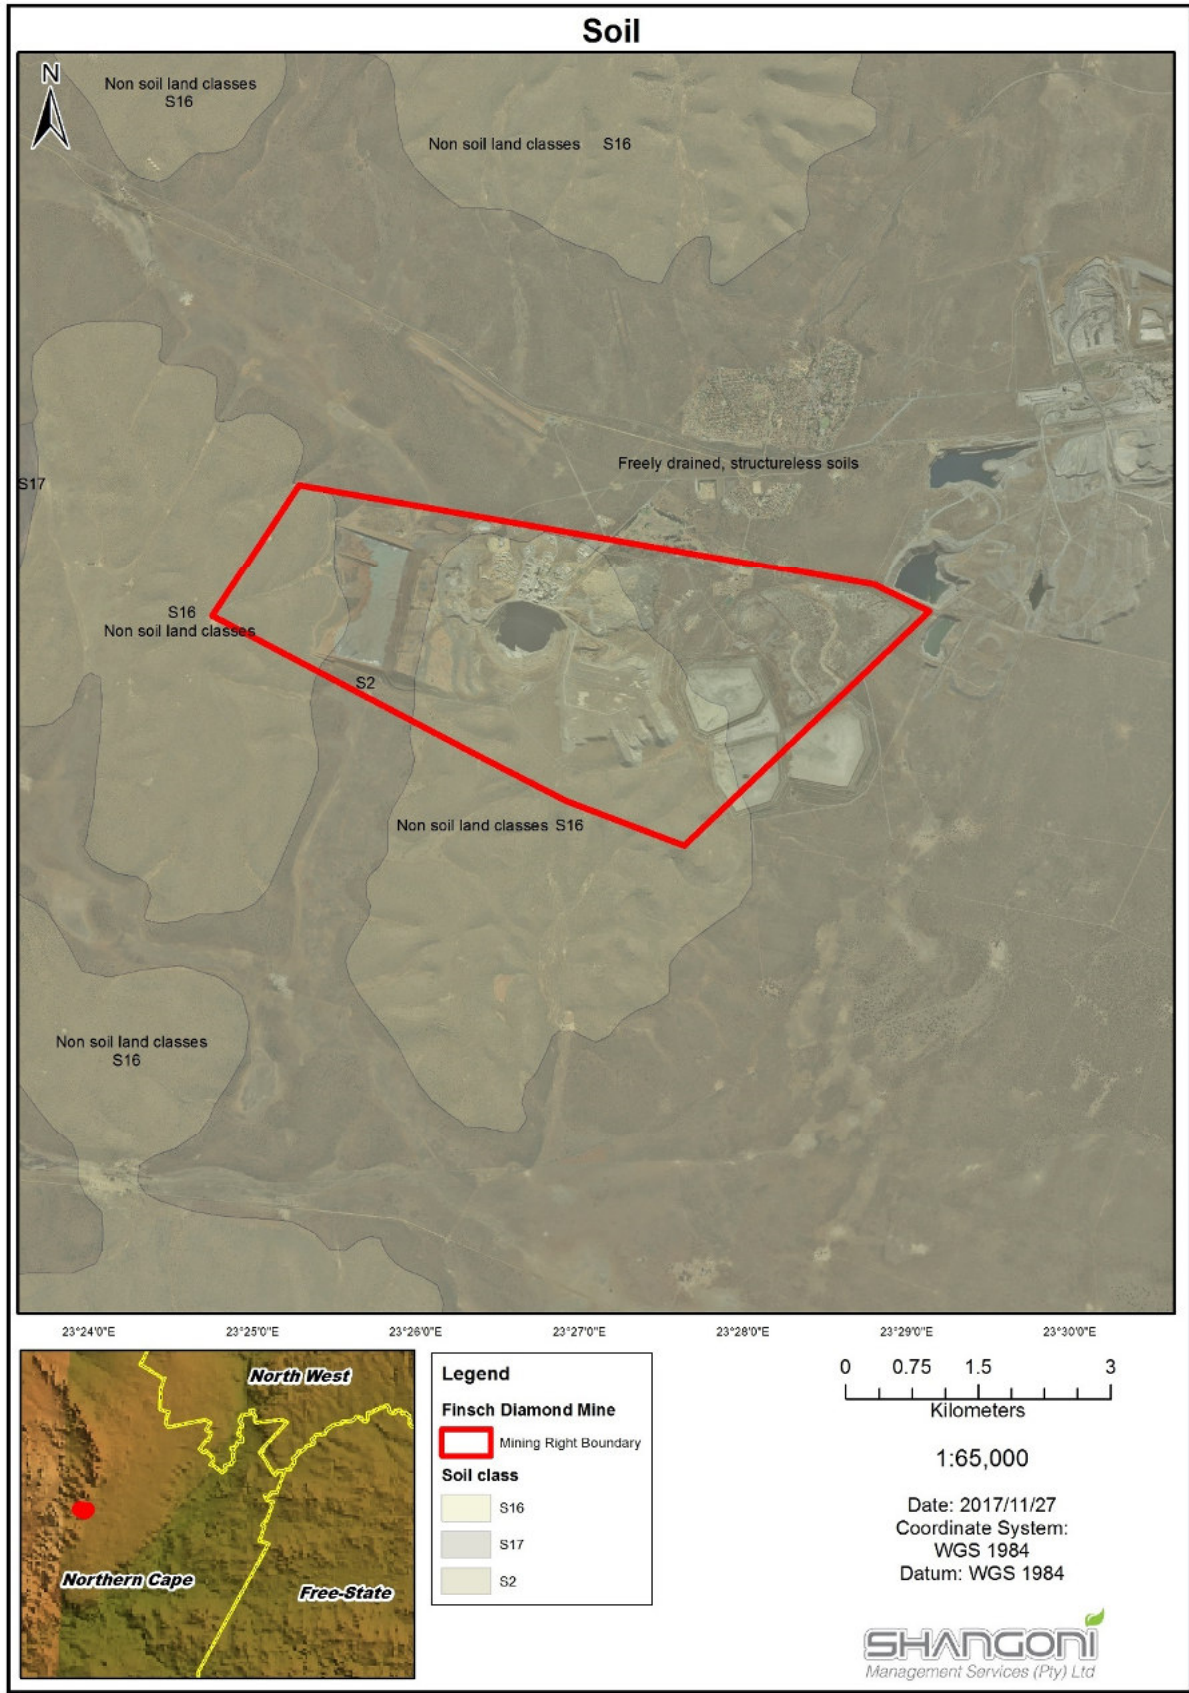 Soil
N
Non soil land classes
S16
Non soil land classes S16
Freely drained, structureless soils
S17
S16
Non soil land classes
S2
Non soil land classes S16
Non soil land classes
S16
23°24'0"E 23°25'0"E 23°26'0"E 23°27'0"E 23°28'0"E 23°29'0"E 23°30'0"E
North West
Northern Cape
Free-State
Legend
Finsch Diamond Mine
Mining Right Boundary
Soil class
S16
S17
S2
0 0.75 1.5 3
Kilometers
1:65,000
Date: 2017/11/27
Coordinate System:
WGS 1984
Datum: WGS 1984
SHANGONI
Management Services (Pty) Ltd